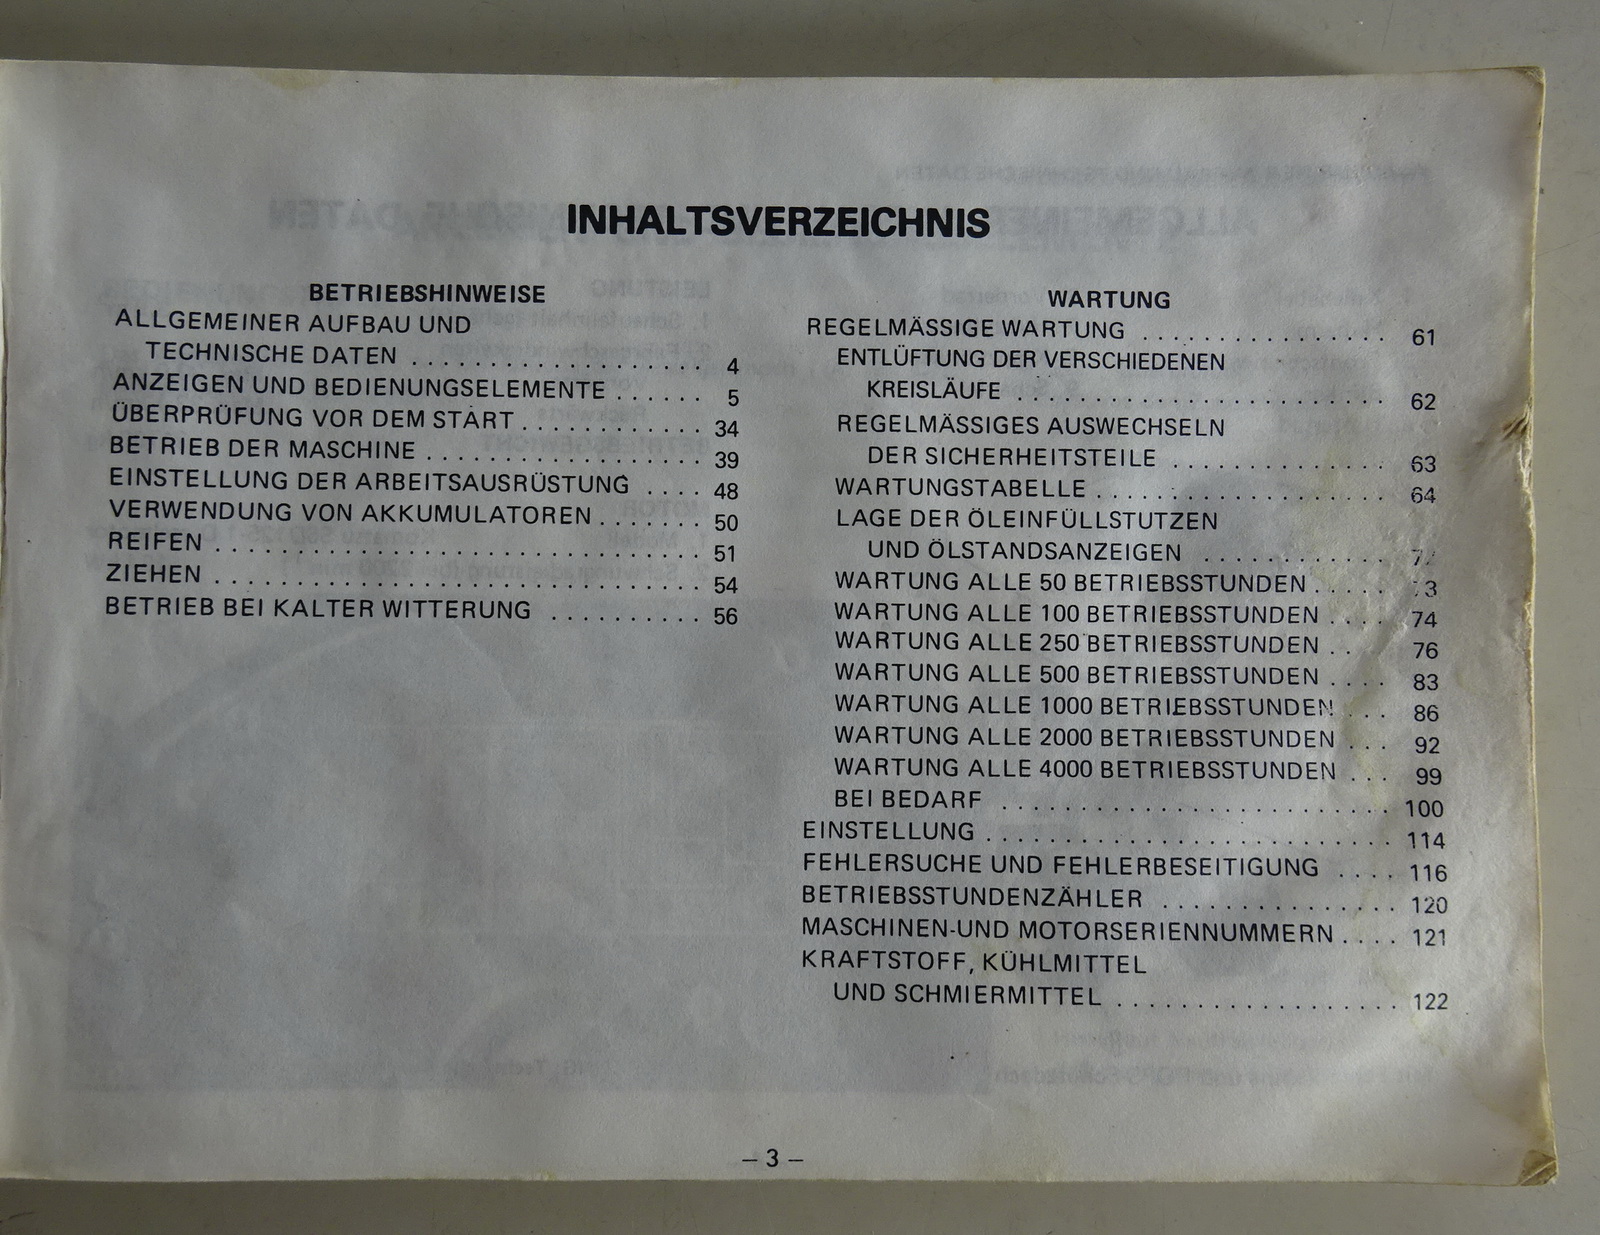 INHALTSVERZEICHNIS
BETRIEBSHINWEISE
ALLGEMEINER AUFBAU UND
TECHNISCHE DATEN . . . . . . . . . . . . . . . . . . . 4
ANZEIGEN UND BEDIENUNGSELEMENTE . . . . . . 5
ÜBERPRÜFUNG VOR DEM START . . . . . . . . . . . . 34
BETRIEB DER MASCHINE . . . . . . . . . . . . . . . . . . 39
EINSTELLUNG DER ARBEITSAUSRÜSTUNG . . . . 48
VERWENDUNG VON AKKUMULATOREN . . . . . . . 50
REIFEN . . . . . . . . . . . . . . . . . . . . . . . . . . . . . . . 51
ZIEHEN . . . . . . . . . . . . . . . . . . . . . . . . . . . . . . . 54
BETRIEB BEI KALTER WITTERUNG . . . . . . . . . . 56
WARTUNG
REGELMÄSSIGE WARTUNG . . . . . . . . . . . . . . . . 61
ENTLÜFTUNG DER VERSCHIEDENEN
KREISLÄUFE . . . . . . . . . . . . . . . . . . . . . . . . 62
REGELMÄSSIGES AUSWECHSELN
DER SICHERHEITSTEILE . . . . . . . . . . . . . . 63
WARTUNGSTABELLE . . . . . . . . . . . . . . . . . . . 64
LAGE DER ÖLEINFÜLLSTUTZEN
UND ÖLSTANDSANZEIGEN . . . . . . . . . . . .
WARTUNG ALLE 50 BETRIEBSSTUNDEN . . . . .
WARTUNG ALLE 100 BETRIEBSSTUNDEN . . . . 74
WARTUNG ALLE 250 BETRIEBSSTUNDEN . . 76
WARTUNG ALLE 500 BETRIEBSSTUNDEN . . . . 83
WARTUNG ALLE 1000 BETRIEBSSTUNDEN . . . 86
WARTUNG ALLE 2000 BETRIEBSSTUNDEN . . . 92
WARTUNG ALLE 4000 BETRIEBSSTUNDEN . . . 99
BEI BEDARF . . . . . . . . . . . . . . . . . . . . . . . . . 100
EINSTELLUNG . . . . . . . . . . . . . . . . . . . . . . . . . . 114
FEHLERSUCHE UND FEHLERBESEITIGUNG . . . . 116
BETRIEBSSTUNDENZÄHLER . . . . . . . . . . . . . . . 120
MASCHINEN-UND MOTORSERIENNUMMERN . . . . 121
KRAFTSTOFF, KÜHLMITTEL
UND SCHMIERMITTEL . . . . . . . . . . . . . . . . . . 122
– 3 –